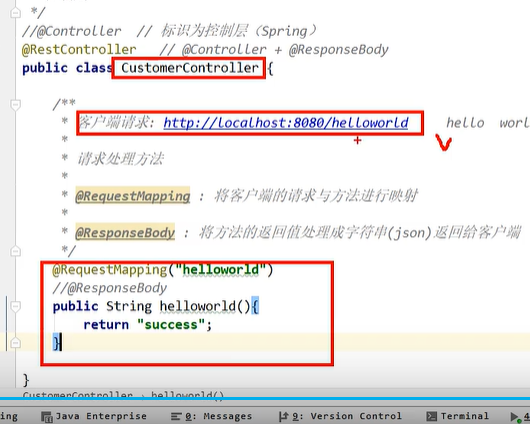 */
//@Controller // 标识为控制层（Spring）
@RestController // @Controller + @ResponseBody
public class CustomerController {
/**
* 客户端请求: http://localhost:8080/helloworld hello worl
*
* 请求处理方法
*
* @RequestMapping : 将客户端的请求与方法进行映射
*
* @ResponseBody : 将方法的返回值处理成字符串(json)返回给客户端
*/
@RequestMapping("helloworld")
//@ResponseBody
public String helloworld(){
return "success";
}
}
CustomerController › helloworld()
ing Java Enterprise 0: Messages 9: Version Control Terminal 4